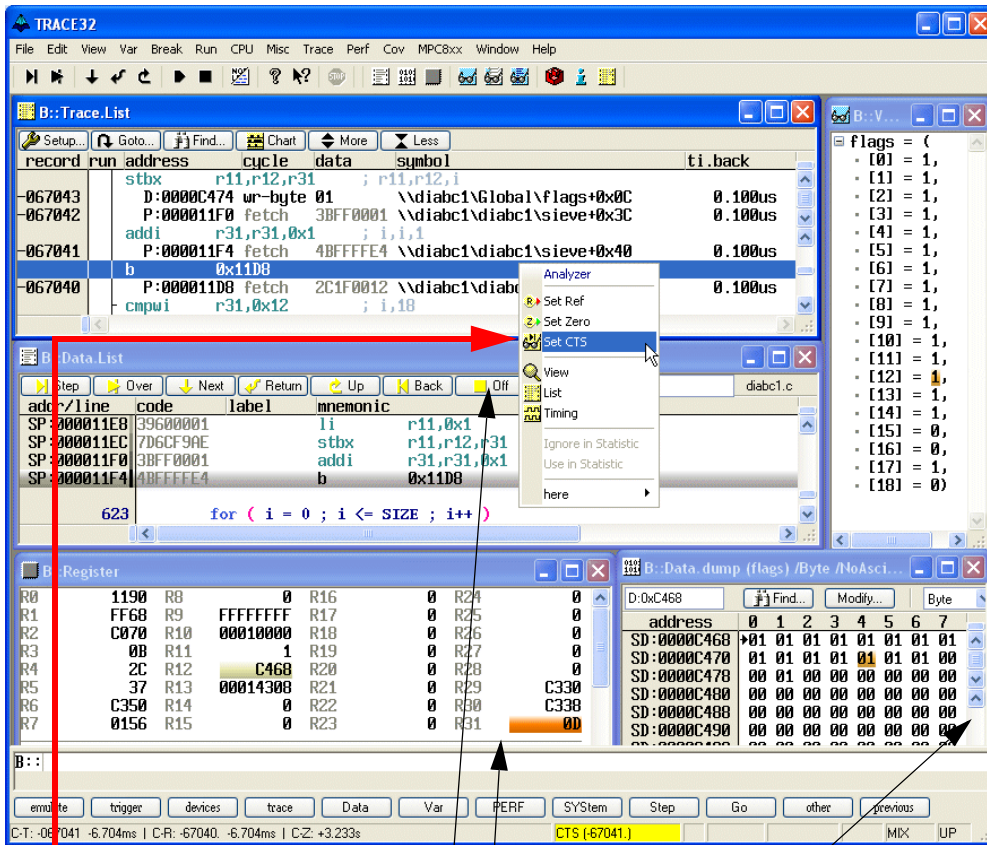 TRACE32
File Edit View Var Break Run CPU Misc Trace Perf Cov MPC8xx Window Help
B::Trace.List
Setup... Goto... Find... Chart More Less
record run address cycle data symbol ti.back
stbx r11,r12,r31 ; r11,r12,i
-067043 D:0000C474 wr-byte 01 \\diabc1\Global\flags+0x0C 0.100us
-067042 P:000011F0 fetch 3BFF0001 \\diabc1\diabc1\sieve+0x3C 0.100us
addi r31,r31,0x1 ; i,i,1
-067041 P:000011F4 fetch 4BFFFFE4 \\diabc1\diabc1\sieve+0x40 0.100us
b 0x11D8
-067040 P:000011D8 fetch 2C1F0012 \\diabc1\ 0.100us
cmpwi r31,0x12 ; i,18
Analyzer
Set Ref
Set Zero
Set CTS
View
List
Timing
Ignore in Statistic
Use in Statistic
here
B::V...
flags = (
[0] = 1,
[1] = 1,
[2] = 1,
[3] = 1,
[4] = 1,
[5] = 1,
[6] = 1,
[7] = 1,
[8] = 1,
[9] = 1,
[10] = 1,
[11] = 1,
[12] = 1,
[13] = 1,
[14] = 1,
[15] = 0,
[16] = 0,
[17] = 1,
[18] = 0)
B::Data.List
Step Over Next Return Up Back Off diabc1.c
addr/line code label mnemonic
SP:000011E8 39600001 li r11,0x1
SP:000011EC 7D6CF9AE stbx r11,r12,r31
SP:000011F0 3BFF0001 addi r31,r31,0x1
SP:000011F4 4BFFFFE4 b 0x11D8
623 for ( i = 0 ; i <= SIZE ; i++ )
B::Register
R0 1190 R8 0 R16 0 R24 0
R1 FF68 R9 FFFFFFFF R17 0 R25 0
R2 C070 R10 00010000 R18 0 R26 0
R3 0B R11 1 R19 0 R27 0
R4 2C R12 C468 R20 0 R28 0
R5 37 R13 00014308 R21 0 R29 C330
R6 C350 R14 0 R22 0 R30 C338
R7 0156 R15 0 R23 0 R31 0D
B::Data.dump (flags) /Byte /NoAsci...
D:0xC468 Find... Modify... Byte
address 0 1 2 3 4 5 6 7
SD:0000C468 01 01 01 01 01 01 01 01
SD:0000C470 01 01 01 01 01 01 01 00
SD:0000C478 00 01 00 00 00 00 00 00
SD:0000C480 00 00 00 00 00 00 00 00
SD:0000C488 00 00 00 00 00 00 00 00
SD:0000C490 00 00 00 00 00 00 00 00
B::
emulate trigger devices trace Data Var PERF SYStem Step Go other previous
C-T: -067041 -6.704ms | C-R: -67040. -6.704ms | C-Z: +3.233s CTS (-67041.) MIX UP